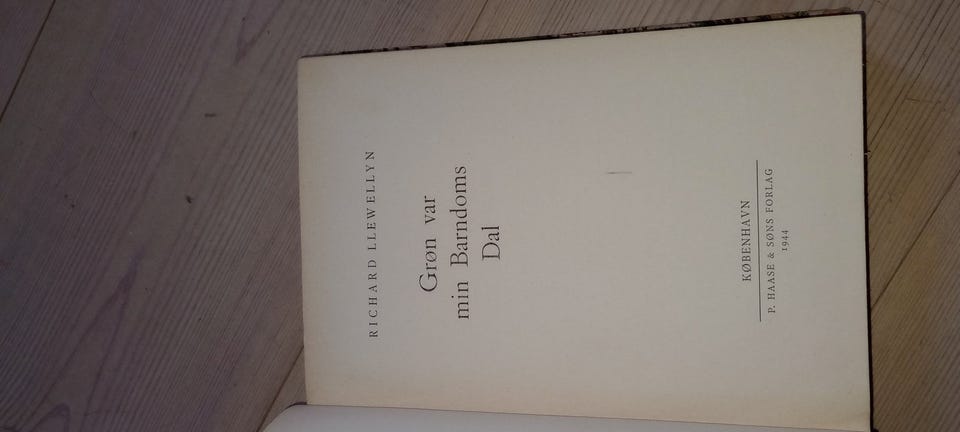 RICHARD LLEWELLYN
Grøn var
min Barndoms
Dal
KØBENHAVN
P. HAASE & SØNS FORLAG
1944